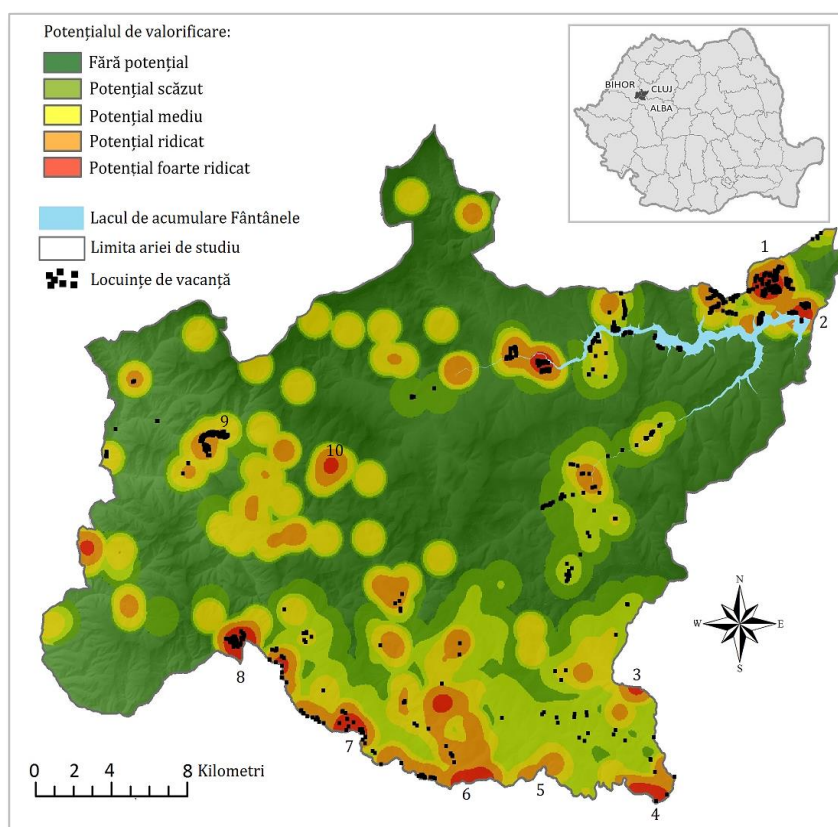 Potențialul de valorificare:
Fără potențial
Potențial scăzut
Potențial mediu
Potențial ridicat
Potențial foarte ridicat
Lacul de acumulare Fântânele
Limita ariei de studiu
Locuințe de vacanță
BIHOR
CLUJ
ALBA
1
2
9
10
N
W E
S
3
8
7
6
5
4
0 2 4 8 Kilometri